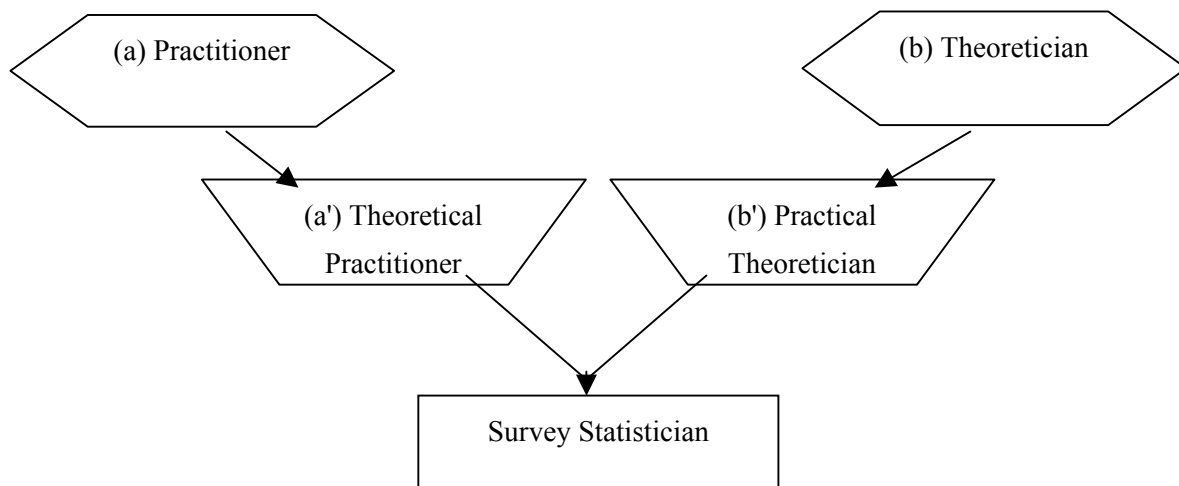 (a) Practitioner
(b) Theoretician
(a') Theoretical
Practitioner
(b') Practical
Theoretician
Survey Statistician